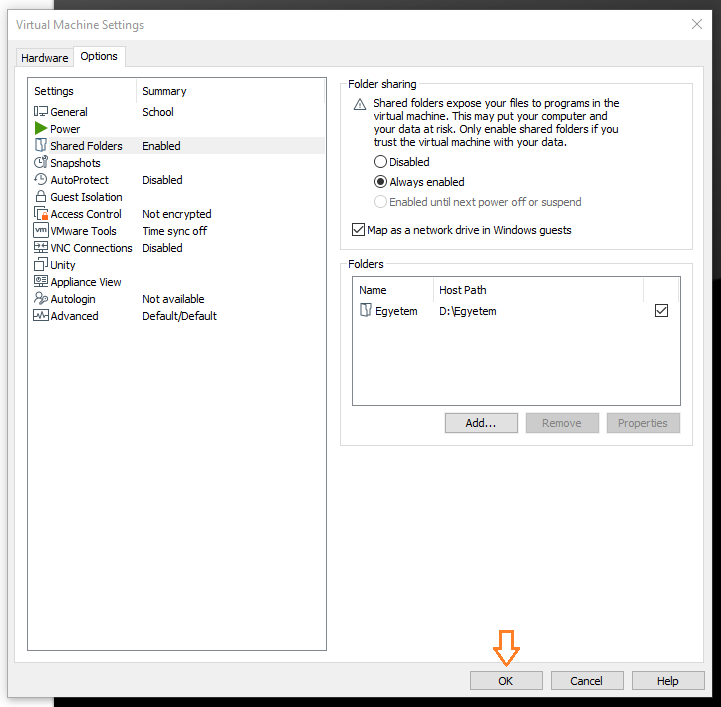 Virtual Machine Settings
Hardware Options
Settings Summary
General School
Power
Shared Folders Enabled
Snapshots
AutoProtect Disabled
Guest Isolation
Access Control Not encrypted
vm VMware Tools Time sync off
VNC Connections Disabled
Unity
Appliance View
Autologin Not available
Advanced Default/Default
Folder sharing
Shared folders expose your files to programs in the
virtual machine. This may put your computer and
your data at risk. Only enable shared folders if you
trust the virtual machine with your data.
Disabled
Always enabled
Enabled until next power off or suspend
Map as a network drive in Windows guests
Folders
Name Host Path
Egyetem D:\Egyetem
Add... Remove Properties
OK Cancel Help